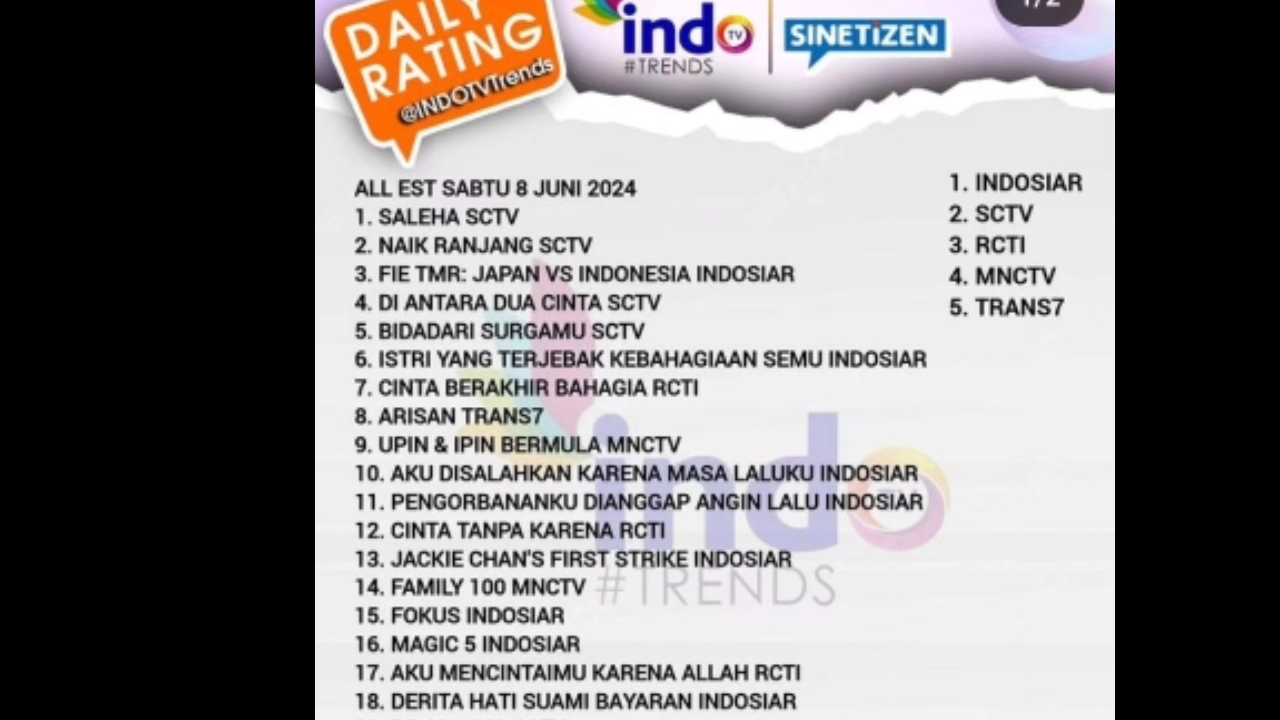 DAILY
RATING
@INDOTVTrends
indo TV
#TRENDS
SINETIZEN
1/2
ALL EST SABTU 8 JUNI 2024
1. SALEHA SCTV
2. NAIK RANJANG SCTV
3. FIE TMR: JAPAN VS INDONESIA INDOSIAR
4. DI ANTARA DUA CINTA SCTV
5. BIDADARI SURGAMU SCTV
6. ISTRI YANG TERJEBAK KEBAHAGIAAN SEMU INDOSIAR
7. CINTA BERAKHIR BAHAGIA RCTI
8. ARISAN TRANS7
9. UPIN & IPIN BERMULA MNCTV
10. AKU DISALAHKAN KARENA MASA LALUKU INDOSIAR
11. PENGORBANANKU DIANGGAP ANGIN LALU INDOSIAR
12. CINTA TANPA KARENA RCTI
13. JACKIE CHAN'S FIRST STRIKE INDOSIAR
14. FAMILY 100 MNCTV
15. FOKUS INDOSIAR
16. MAGIC 5 INDOSIAR
17. AKU MENCINTAIMU KARENA ALLAH RCTI
18. DERITA HATI SUAMI BAYARAN INDOSIAR
1. INDOSIAR
2. SCTV
3. RCTI
4. MNCTV
5. TRANS7
indo
#TRENDS